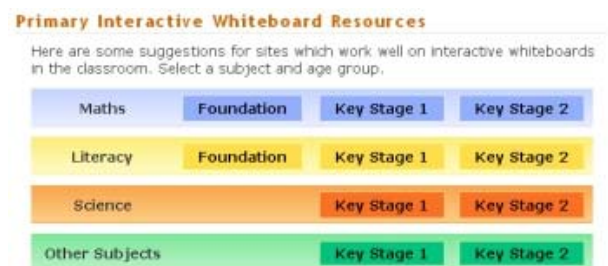 Primary Interactive Whiteboard Resources
Here are some suggestions for sites which work well on interactive whiteboards
in the classroom. Select a subject and age group.
Maths Foundation Key Stage 1 Key Stage 2
Literacy Foundation Key Stage 1 Key Stage 2
Science Key Stage 1 Key Stage 2
Other Subjects Key Stage 1 Key Stage 2